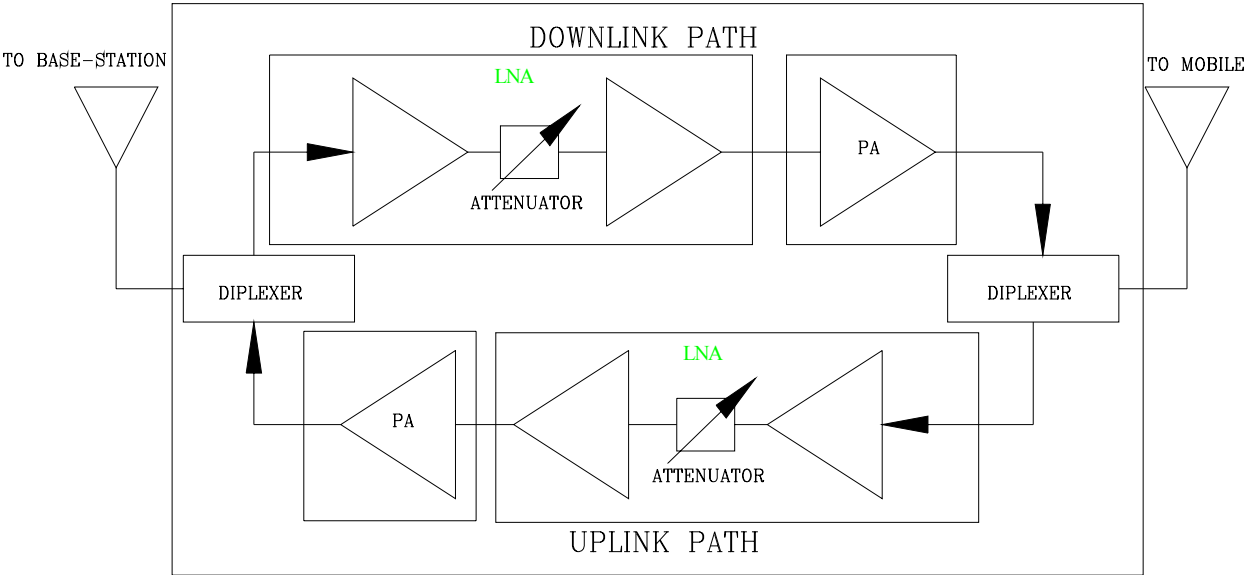 DOWNLINK PATH
TO BASE-STATION
TO MOBILE
LNA
PA
ATTENUATOR
DIPLEXER
DIPLEXER
LNA
PA
ATTENUATOR
UPLINK PATH